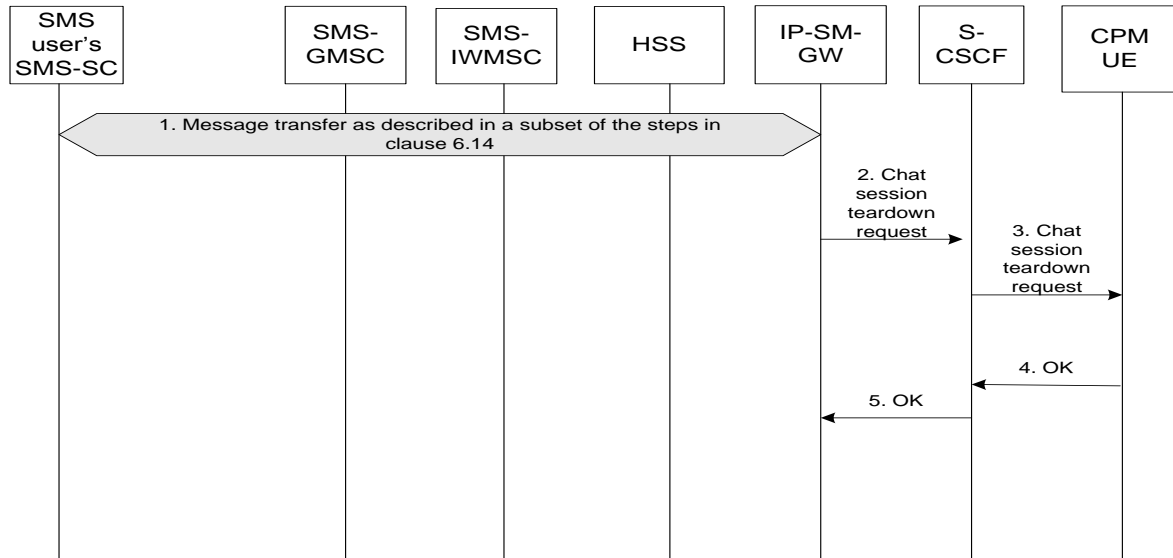 SMS
user's
SMS-SC
SMS-
GMSC
SMS-
IWMSC
HSS
IP-SM-
GW
S-
CSCF
CPM
UE
1. Message transfer as described in a subset of the steps in
clause 6.14
2. Chat
session
teardown
request
3. Chat
session
teardown
request
4. OK
5. OK